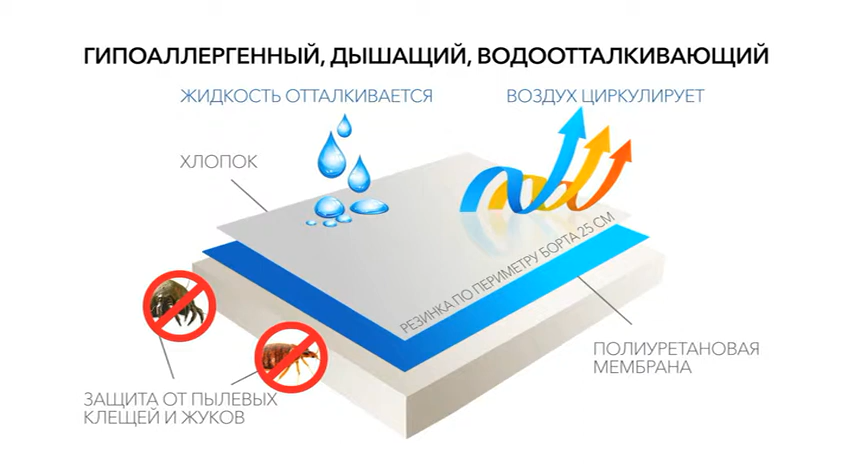 ГИПОАЛЛЕРГЕННЫЙ, ДЫШАЩИЙ, ВОДООТТАЛКИВАЮЩИЙ
ЖИДКОСТЬ ОТТАЛКИВАЕТСЯ
ВОЗДУХ ЦИРКУЛИРУЕТ
ХЛОПОК
РЕЗИНКА ПО ПЕРИМЕТРУ БОРТА 25 СМ
ПОЛИУРЕТАНОВАЯ
МЕМБРАНА
ЗАЩИТА ОТ ПЫЛЕВЫХ
КЛЕЩЕЙ И ЖУКОВ